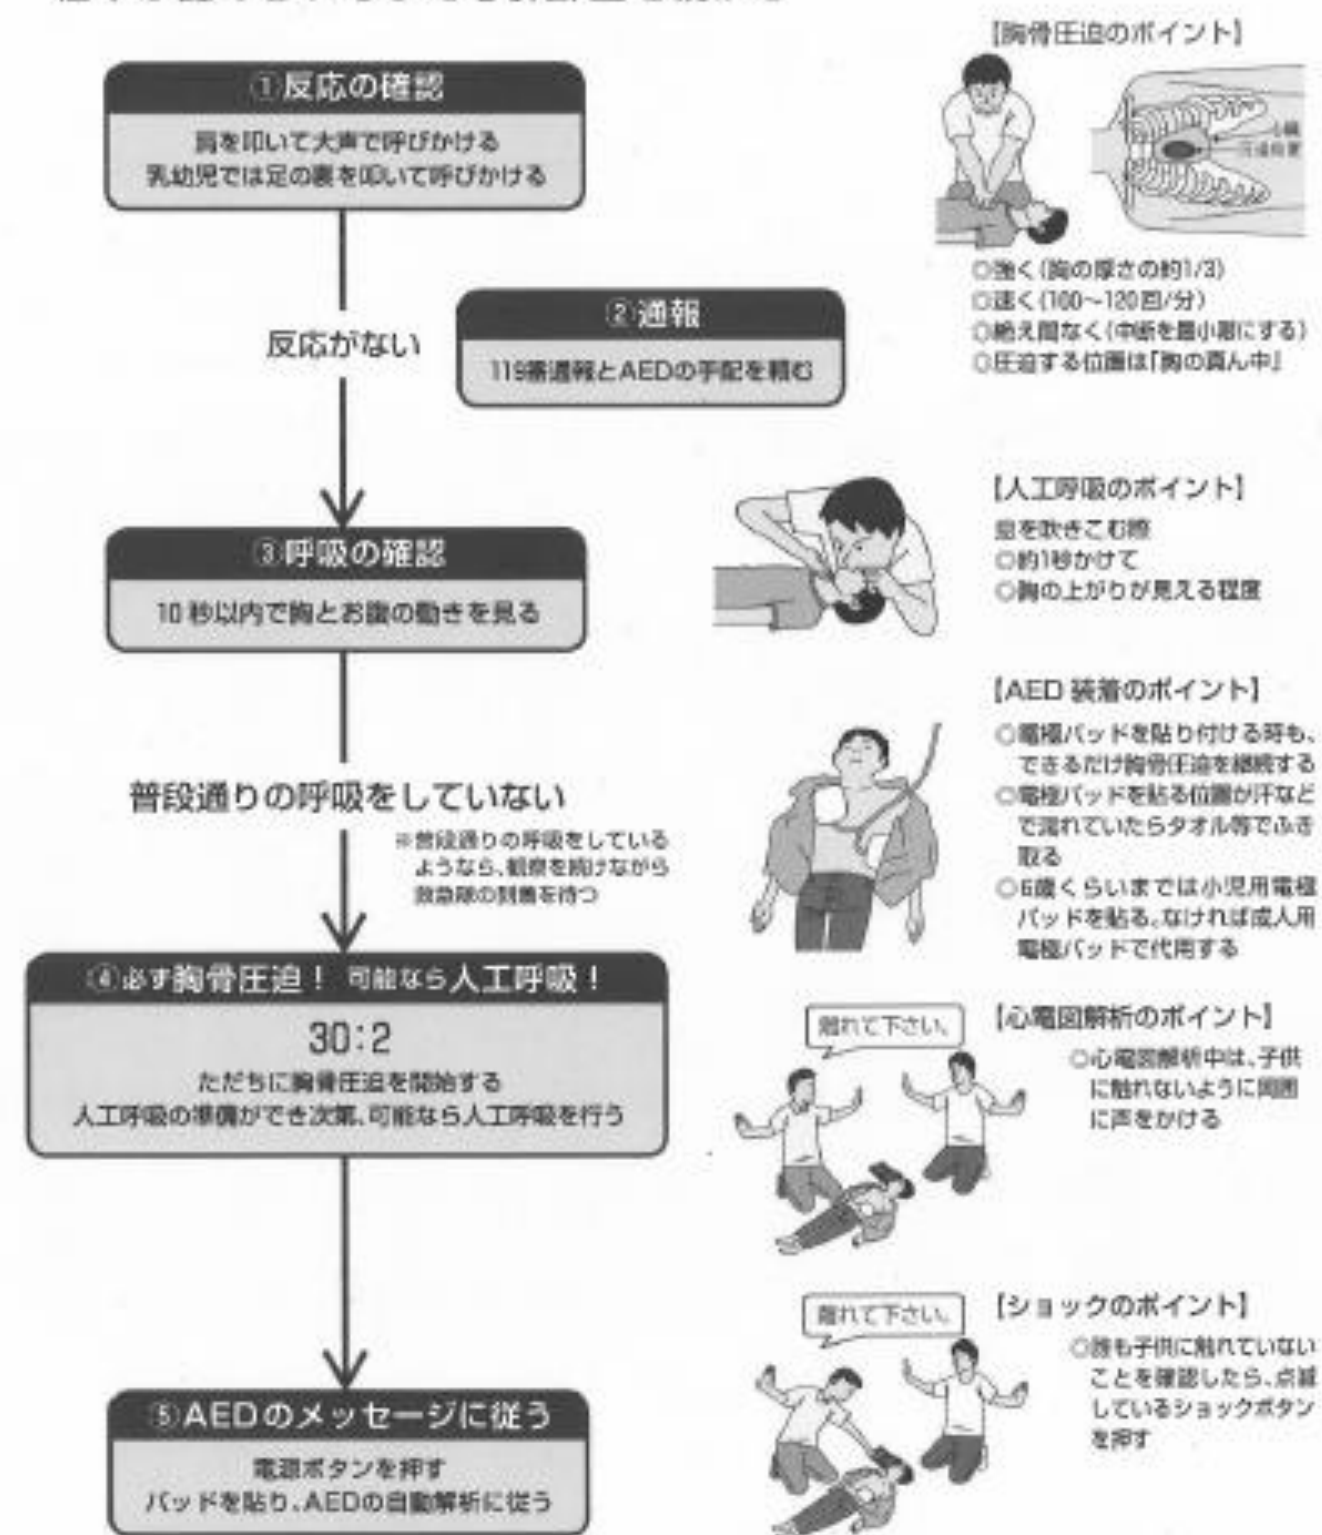 ①反応の確認
肩を叩いて大声で呼びかける
乳幼児では足の裏を叩いて呼びかける
反応がない
②通報
119番通報とAEDの手配を頼む
③呼吸の確認
10秒以内で胸とお腹の動きを見る
普段通りの呼吸をしていない
※普段通りの呼吸をしている
ようなら、観察を続けながら
救急隊の到着を待つ
④必ず胸骨圧迫！ 可能なら人工呼吸！
30：2
ただちに胸骨圧迫を開始する
人工呼吸の準備ができ次第、可能なら人工呼吸を行う
⑤AEDのメッセージに従う
電源ボタンを押す
パッドを貼り、AEDの自動解析に従う
【胸骨圧迫のポイント】
心臓
圧迫位置
○強く（胸の厚さの約1/3）
○速く（100～120回/分）
○絶え間なく（中断を最小限にする）
○圧迫する位置は「胸の真ん中」
【人工呼吸のポイント】
息を吹きこむ際
○約1秒かけて
○胸の上がりが見える程度
【AED 装着のポイント】
○電極パッドを貼り付ける時も、
できるだけ胸骨圧迫を継続する
○電極パッドを貼る位置が汗など
で濡れていたらタオル等でふき
取る
○6歳くらいまでは小児用電極
パッドを貼る。なければ成人用
電極パッドで代用する
【心電図解析のポイント】
離れて下さい。
○心電図解析中は、子供
に触れないように周囲
に声をかける
【ショックのポイント】
離れて下さい。
○誰も子供に触れていない
ことを確認したら、点滅
しているショックボタン
を押す